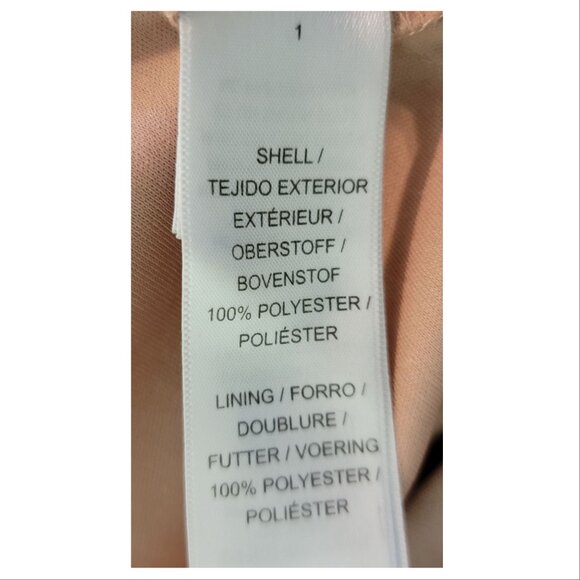 1
SHELL /
TEJIDO EXTERIOR
EXTÉRIEUR /
OBERSTOFF /
BOVENSTOF
100% POLYESTER /
POLIÉSTER
LINING / FORRO /
DOUBLURE /
FUTTER / VOERING
100% POLYESTER /
POLIÉSTER